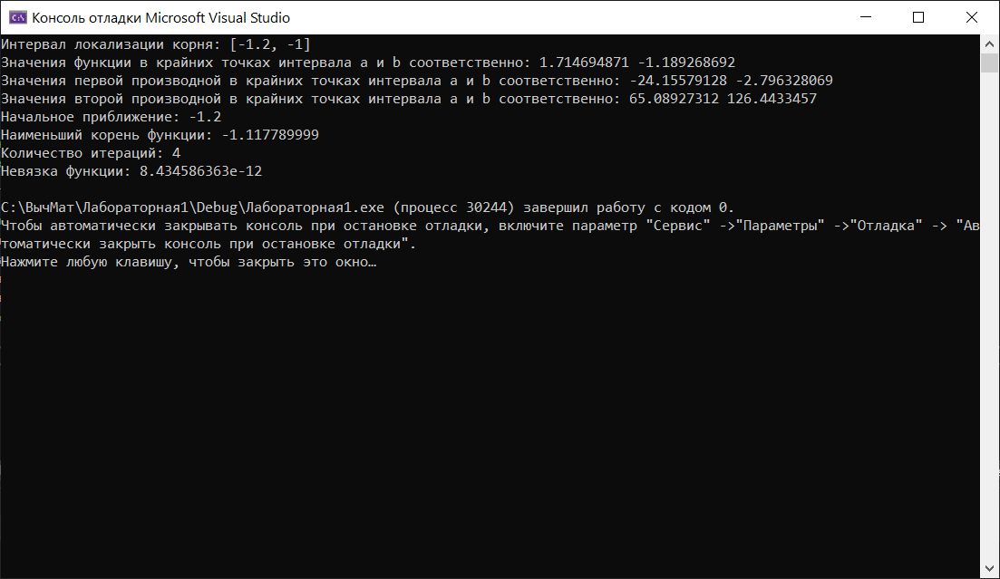 Консоль отладки Microsoft Visual Studio
Интервал локализации корня: [-1.2, -1]
Значения функции в крайних точках интервала a и b соответственно: 1.714694871 -1.189268692
Значения первой производной в крайних точках интервала a и b соответственно: -24.15579128 -2.796328069
Значения второй производной в крайних точках интервала a и b соответственно: 65.08927312 126.4433457
Начальное приближение: -1.2
Наименьший корень функции: -1.117789999
Количество итераций: 4
Невязка функции: 8.434586363e-12
C:\ВычМат\Лабораторная1\Debug\Лабораторная1.exe (процесс 30244) завершил работу с кодом 0.
Чтобы автоматически закрывать консоль при остановке отладки, включите параметр "Сервис" ->"Параметры" ->"Отладка" -> "Ав
томатически закрыть консоль при остановке отладки".
Нажмите любую клавишу, чтобы закрыть это окно…